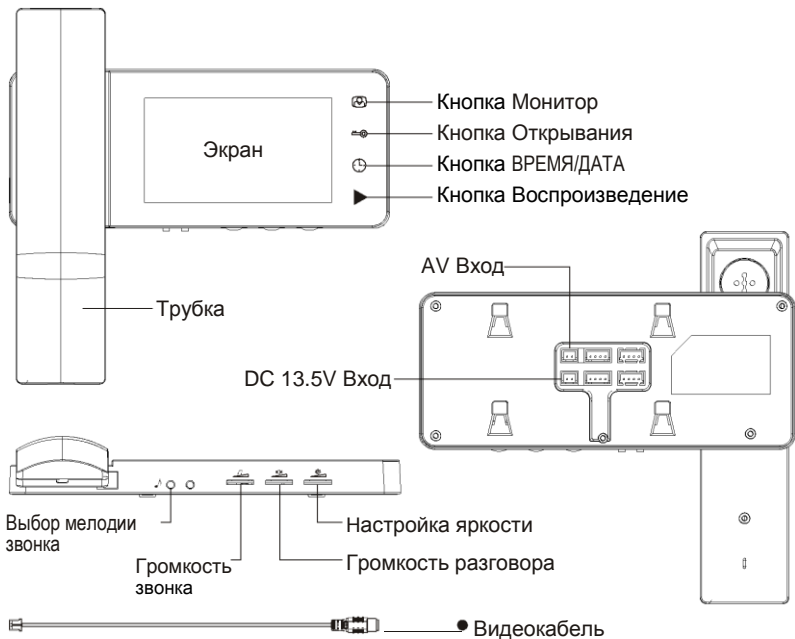 Кнопка Монитор
Кнопка Открывания
Экран
Кнопка ВРЕМЯ/ДАТА
Кнопка Воспроизведение
AV Вход
Трубка
DC 13.5V Вход
Выбор мелодии
звонка
Настройка яркости
Громкость
звонка
Громкость разговора
Видеокабель